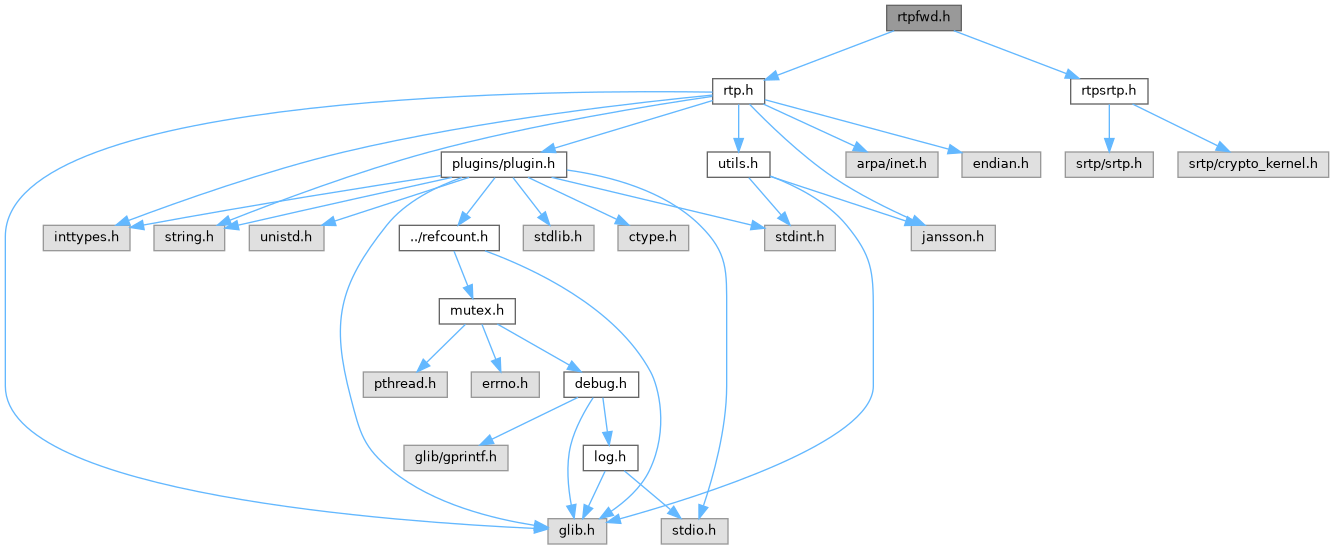 rtpfwd.h
rtp.h
rtpsrtp.h
plugins/plugin.h
utils.h
arpa/inet.h
endian.h
srtp/srtp.h
srtp/crypto_kernel.h
inttypes.h
string.h
unistd.h
../refcount.h
stdlib.h
ctype.h
stdint.h
jansson.h
mutex.h
pthread.h
errno.h
debug.h
glib/gprintf.h
log.h
glib.h
stdio.h